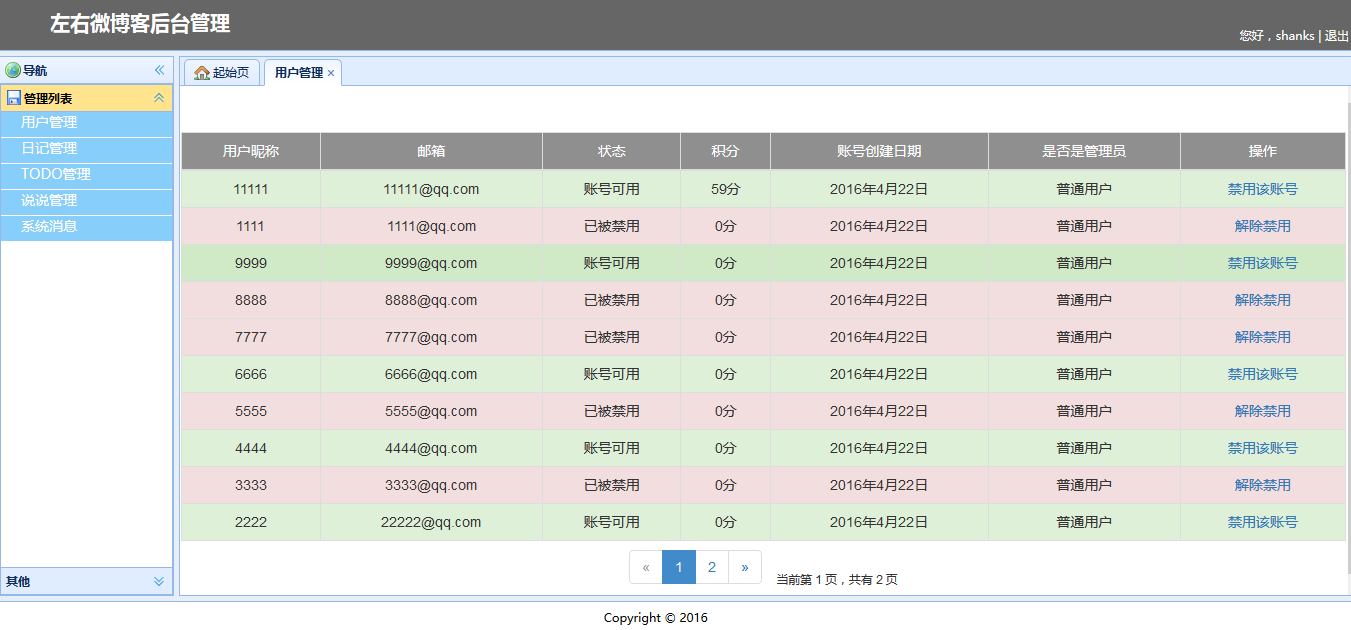 左右微博客后台管理
您好，shanks | 退出
导航
起始页 用户管理 ×
管理列表
用户管理
日记管理
TODO管理
说说管理
系统消息
用户昵称 邮箱 状态 积分 账号创建日期 是否是管理员 操作
11111 11111@qq.com 账号可用 59分 2016年4月22日 普通用户 禁用该账号
1111 1111@qq.com 已被禁用 0分 2016年4月22日 普通用户 解除禁用
9999 9999@qq.com 账号可用 0分 2016年4月22日 普通用户 禁用该账号
8888 8888@qq.com 已被禁用 0分 2016年4月22日 普通用户 解除禁用
7777 7777@qq.com 已被禁用 0分 2016年4月22日 普通用户 解除禁用
6666 6666@qq.com 账号可用 0分 2016年4月22日 普通用户 禁用该账号
5555 5555@qq.com 已被禁用 0分 2016年4月22日 普通用户 解除禁用
4444 4444@qq.com 账号可用 0分 2016年4月22日 普通用户 禁用该账号
3333 3333@qq.com 已被禁用 0分 2016年4月22日 普通用户 解除禁用
2222 22222@qq.com 账号可用 0分 2016年4月22日 普通用户 禁用该账号
« 1 2 » 当前第 1 页，共有 2 页
其他
Copyright © 2016